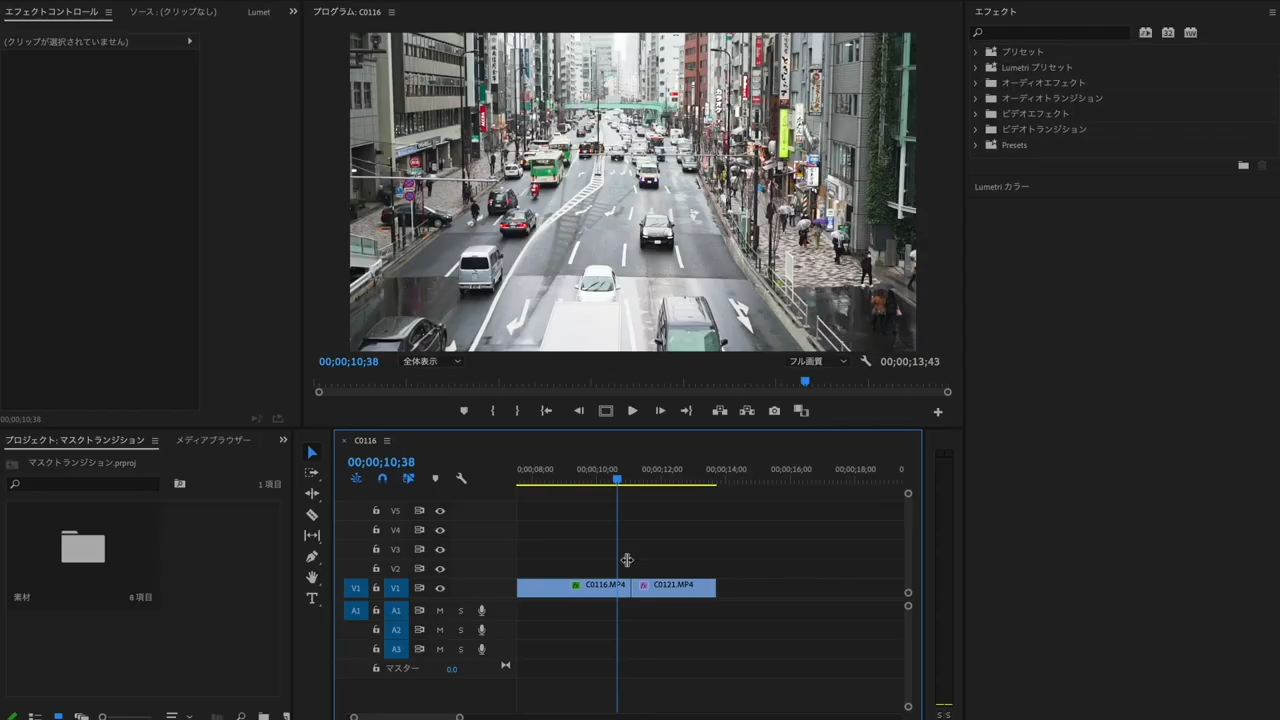 エフェクトコントロール
ソース : (クリップなし)
Lumet
プログラム: C0116
エフェクト
(クリップが選択されていません)
プリセット
Lumetri プリセット
オーディオエフェクト
オーディオトランジション
ビデオエフェクト
ビデオトランジション
Presets
Lumetri カラー
00;00;10;38
全体表示
フル画質
00;00;13;43
00;00;10;38
プロジェクト: マスクトランジション
メディアブラウザー
マスクトランジション.prproj
1 項目
素材
8 項目
C0116
00;00;10;38
0;00;08;00
00;00;10;00
00;00;12;00
00;00;14;00
00;00;16;00
00;00;18;00
0
V5
V4
V3
V2
V1 V1 C0116.MP4 C0121.MP4
A1 A1 M S
A2 M S
A3 M S
マスター 0.0
S S